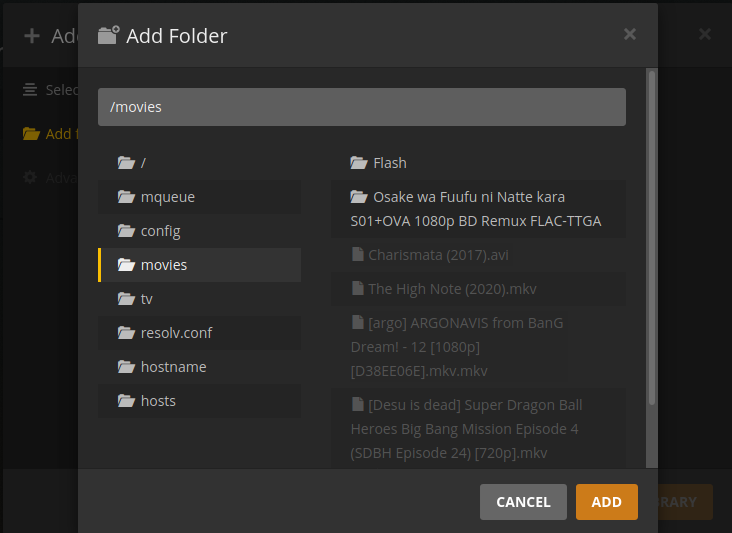 Add
Add Folder
Selec
Add f
Adva
/movies
/
mqueue
config
movies
tv
resolv.conf
hostname
hosts
Flash
Osake wa Fuufu ni Natte kara
S01+OVA 1080p BD Remux FLAC-TTGA
Charismata (2017).avi
The High Note (2020).mkv
[argo] ARGONAVIS from BanG
Dream! - 12 [1080p]
[D38EE06E].mkv.mkv
[Desu is dead] Super Dragon Ball
Heroes Big Bang Mission Episode 4
(SDBH Episode 24) [720p].mkv
CANCEL
ADD
RARY